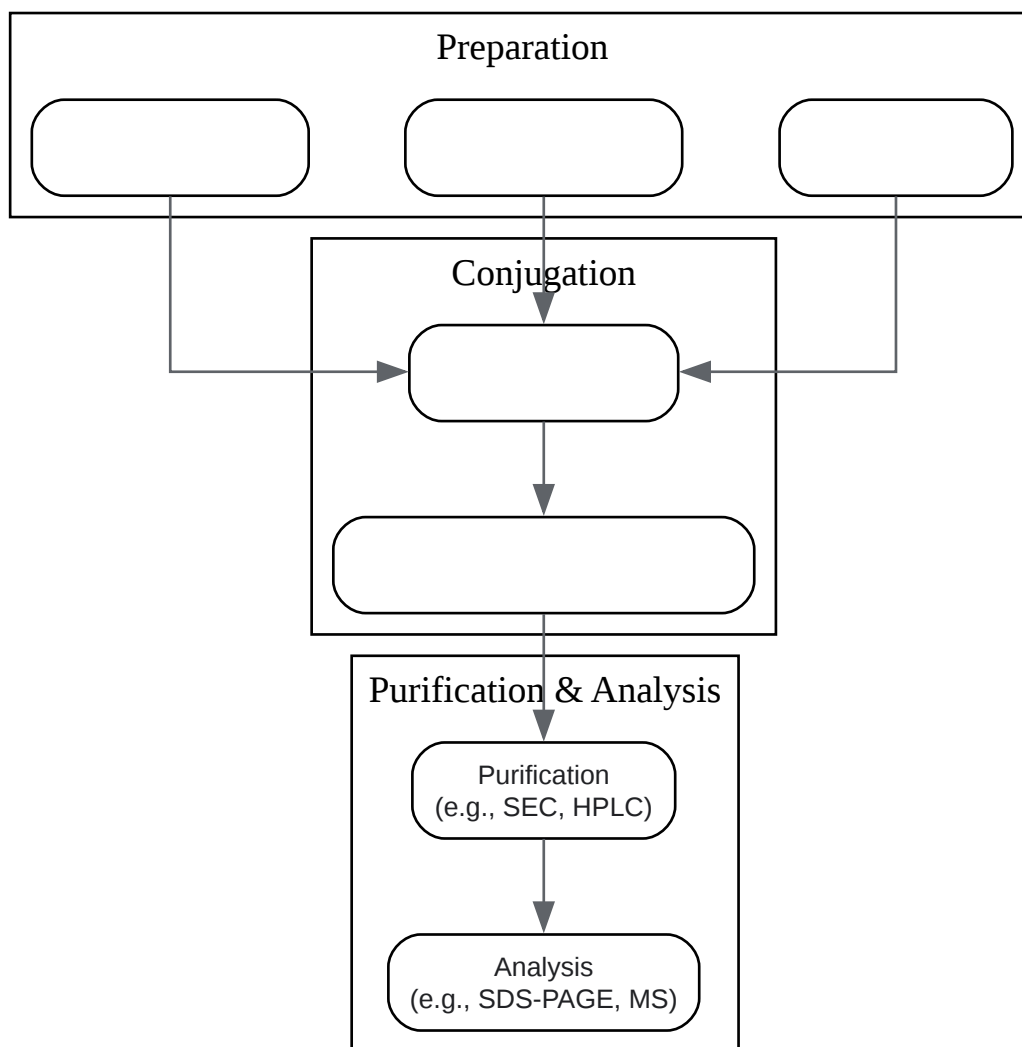 Preparation
Conjugation
Purification & Analysis
Purification
(e.g., SEC, HPLC)
Analysis
(e.g., SDS-PAGE, MS)